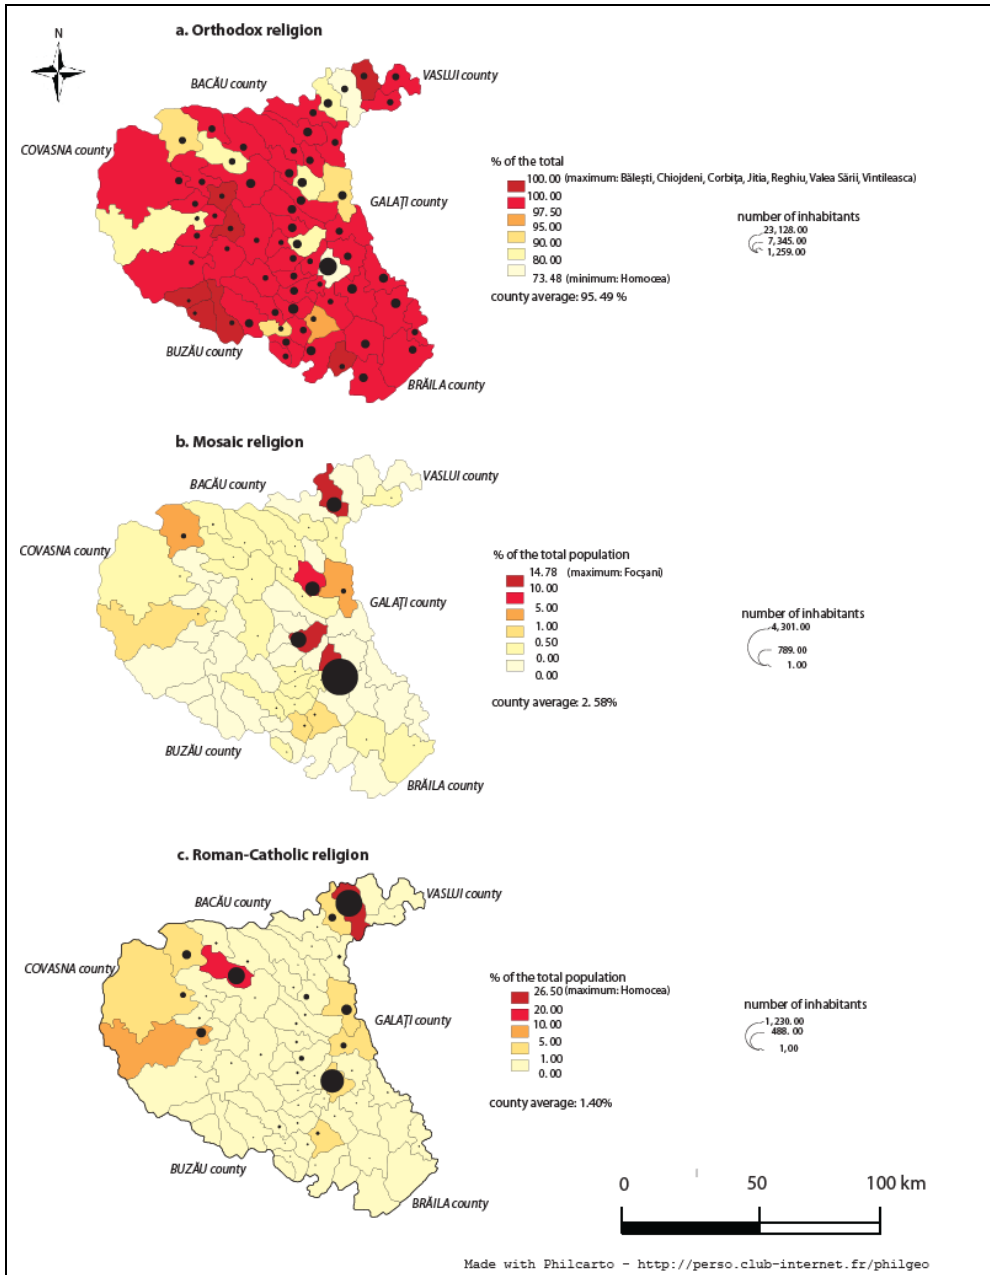 a. Orthodox religion
N
BACĂU county
VASLUI county
COVASNA county
GALAŢI county
BUZĂU county
BRĂILA county
% of the total
100.00 (maximum: Bălești, Chiojdeni, Corbiţa, Jitia, Reghiu, Valea Sării, Vintileasca)
100.00
97.50
95.00
90.00
80.00
73.48 (minimum: Homocea)
county average: 95.49 %
number of inhabitants
23,128.00
7,345.00
1,259.00
b. Mosaic religion
BACĂU county
VASLUI county
COVASNA county
GALAŢI county
BUZĂU county
BRĂILA county
% of the total population
14.78 (maximum: Focșani)
10.00
5.00
1.00
0.50
0.00
0.00
county average: 2. 58%
number of inhabitants
4,301.00
789.00
1.00
c. Roman-Catholic religion
BACĂU county
VASLUI county
COVASNA county
GALAŢI county
BUZĂU county
BRĂILA county
% of the total population
26.50 (maximum: Homocea)
20.00
10.00
5.00
1.00
0.00
county average: 1.40%
number of inhabitants
1,230.00
488.00
1,00
0 50 100 km
Made with Philcarto - http://perso.club-internet.fr/philgeo